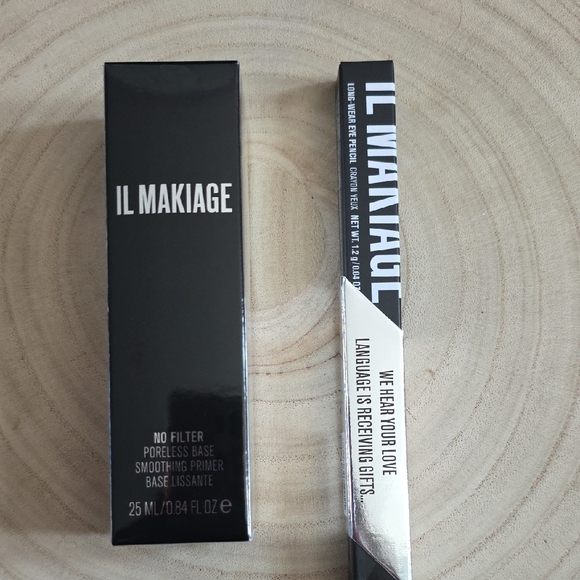 IL MAKIAGE
NO FILTER
PORELESS BASE
SMOOTHING PRIMER
BASE LISSANTE
25 ML/0.84 FL OZ ℮
IL MAKIAGE
LONG-WEAR EYE PENCIL CRAYON YEUX NET WT. 1.2 g/0.04 OZ
WE HEAR YOUR LOVE
LANGUAGE IS RECEIVING GIFTS...